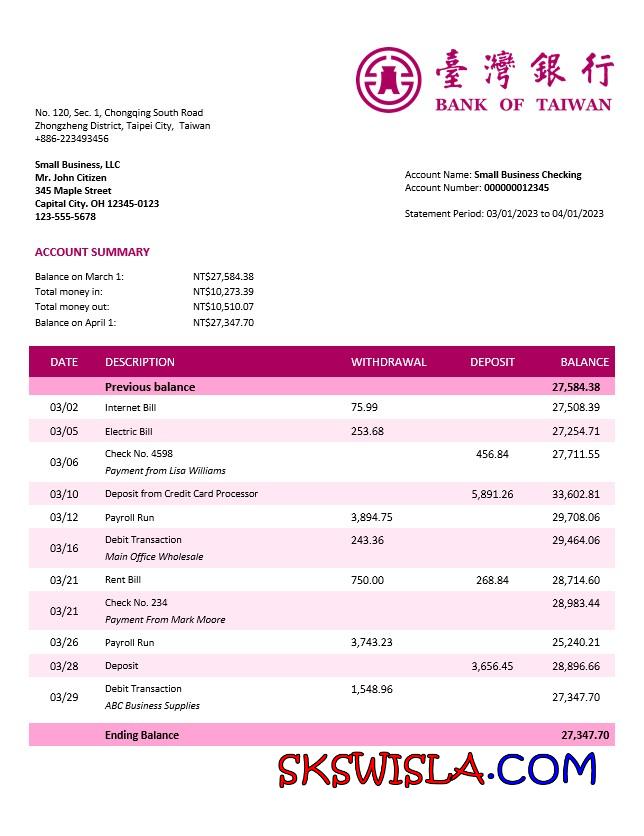 臺灣銀行
BANK OF TAIWAN
No. 120, Sec. 1, Chongqing South Road
Zhongzheng District, Taipei City, Taiwan
+886-223493456
Small Business, LLC
Mr. John Citizen
345 Maple Street
Capital City. OH 12345-0123
123-555-5678
Account Name: Small Business Checking
Account Number: 000000012345
Statement Period: 03/01/2023 to 04/01/2023
ACCOUNT SUMMARY
Balance on March 1: NT$27,584.38
Total money in: NT$10,273.39
Total money out: NT$10,510.07
Balance on April 1: NT$27,347.70
DATE DESCRIPTION WITHDRAWAL DEPOSIT BALANCE
Previous balance 27,584.38
03/02 Internet Bill 75.99 27,508.39
03/05 Electric Bill 253.68 27,254.71
03/06 Check No. 4598 456.84 27,711.55
Payment from Lisa Williams
03/10 Deposit from Credit Card Processor 5,891.26 33,602.81
03/12 Payroll Run 3,894.75 29,708.06
03/16 Debit Transaction 243.36 29,464.06
Main Office Wholesale
03/21 Rent Bill 750.00 268.84 28,714.60
03/21 Check No. 234 28,983.44
Payment From Mark Moore
03/26 Payroll Run 3,743.23 25,240.21
03/28 Deposit 3,656.45 28,896.66
03/29 Debit Transaction 1,548.96 27,347.70
ABC Business Supplies
Ending Balance 27,347.70
SKSWISLA.COM